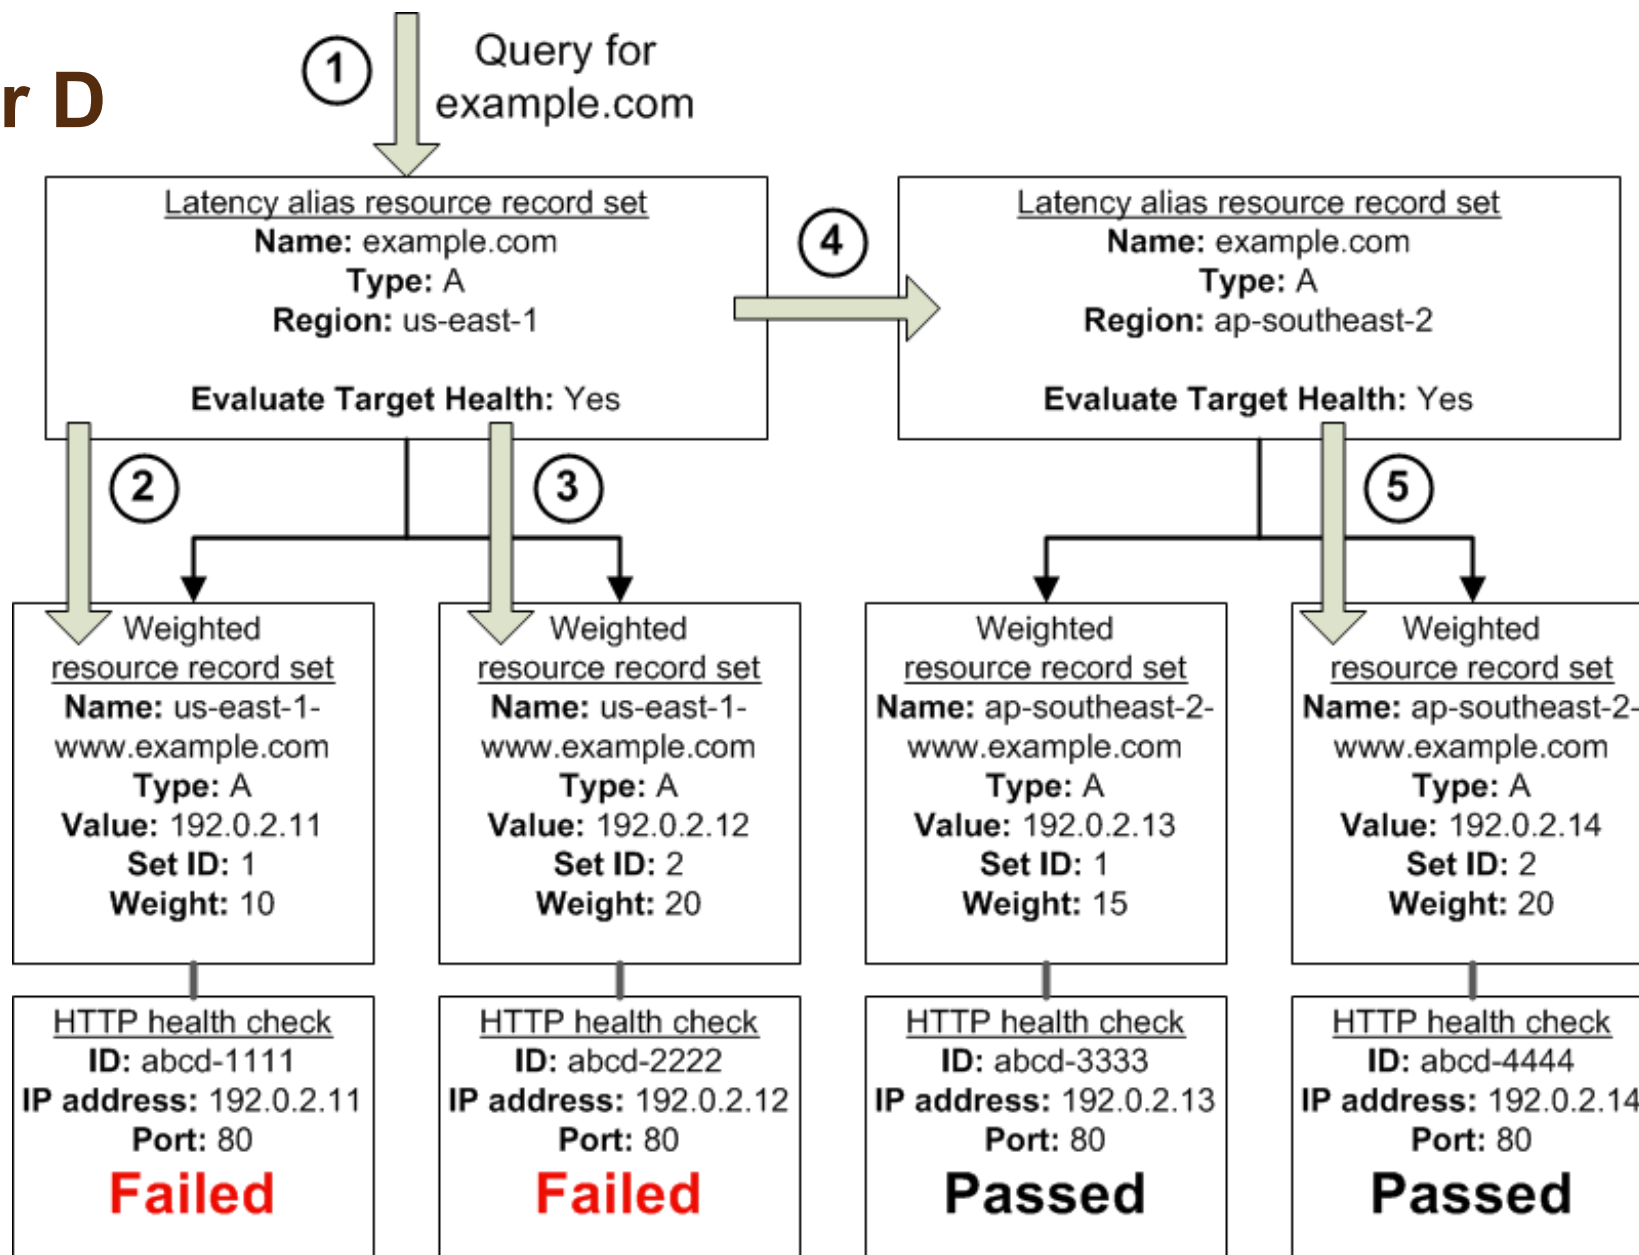 r D
1
Query for
example.com
Latency alias resource record set
Name: example.com
Type: A
Region: us-east-1
Evaluate Target Health: Yes
4
Latency alias resource record set
Name: example.com
Type: A
Region: ap-southeast-2
Evaluate Target Health: Yes
2
3
5
Weighted
resource record set
Name: us-east-1-
www.example.com
Type: A
Value: 192.0.2.11
Set ID: 1
Weight: 10
Weighted
resource record set
Name: us-east-1-
www.example.com
Type: A
Value: 192.0.2.12
Set ID: 2
Weight: 20
Weighted
resource record set
Name: ap-southeast-2-
www.example.com
Type: A
Value: 192.0.2.13
Set ID: 1
Weight: 15
Weighted
resource record set
Name: ap-southeast-2-
www.example.com
Type: A
Value: 192.0.2.14
Set ID: 2
Weight: 20
HTTP health check
ID: abcd-1111
IP address: 192.0.2.11
Port: 80
Failed
HTTP health check
ID: abcd-2222
IP address: 192.0.2.12
Port: 80
Failed
HTTP health check
ID: abcd-3333
IP address: 192.0.2.13
Port: 80
Passed
HTTP health check
ID: abcd-4444
IP address: 192.0.2.14
Port: 80
Passed